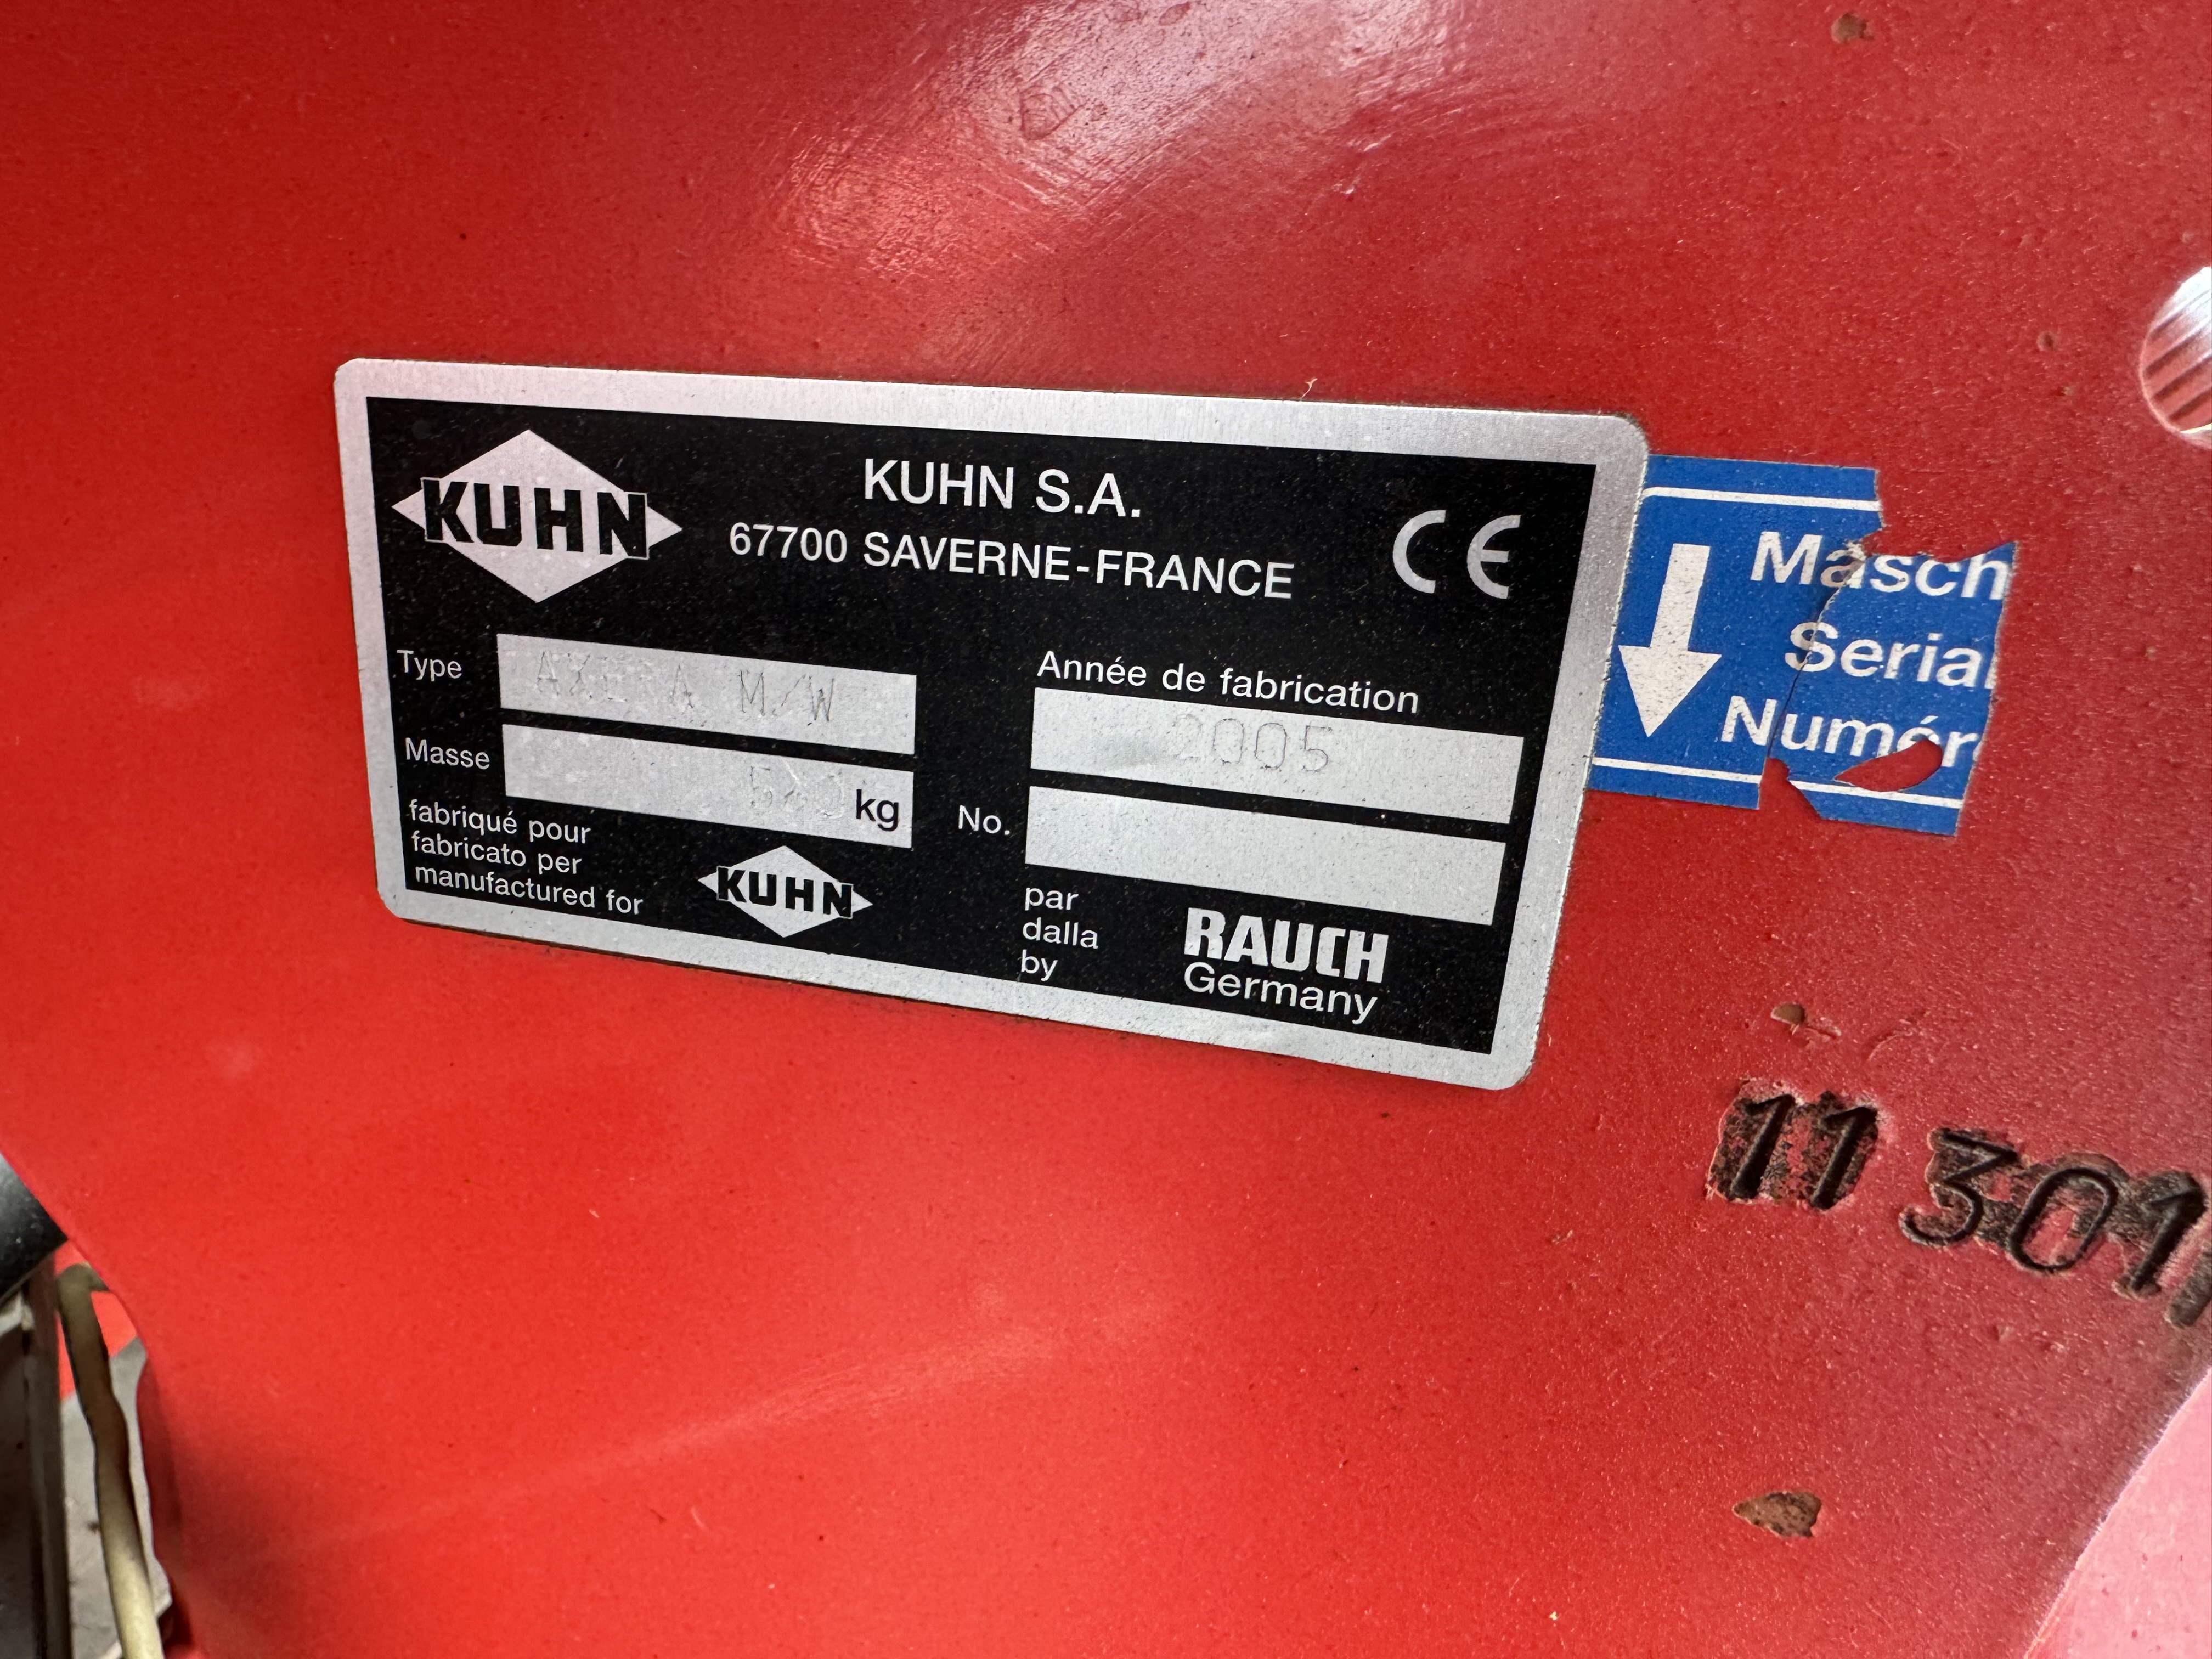 KUHN
KUHN S.A.
67700 SAVERNE-FRANCE
CE
Type
AXERA M/W
Année de fabrication
2005
Masse
kg
No.
fabriqué pour
fabricato per
manufactured for
KUHN
par
dalla
by
RAUCH
Germany
Masch
Serial
Numér
11 301